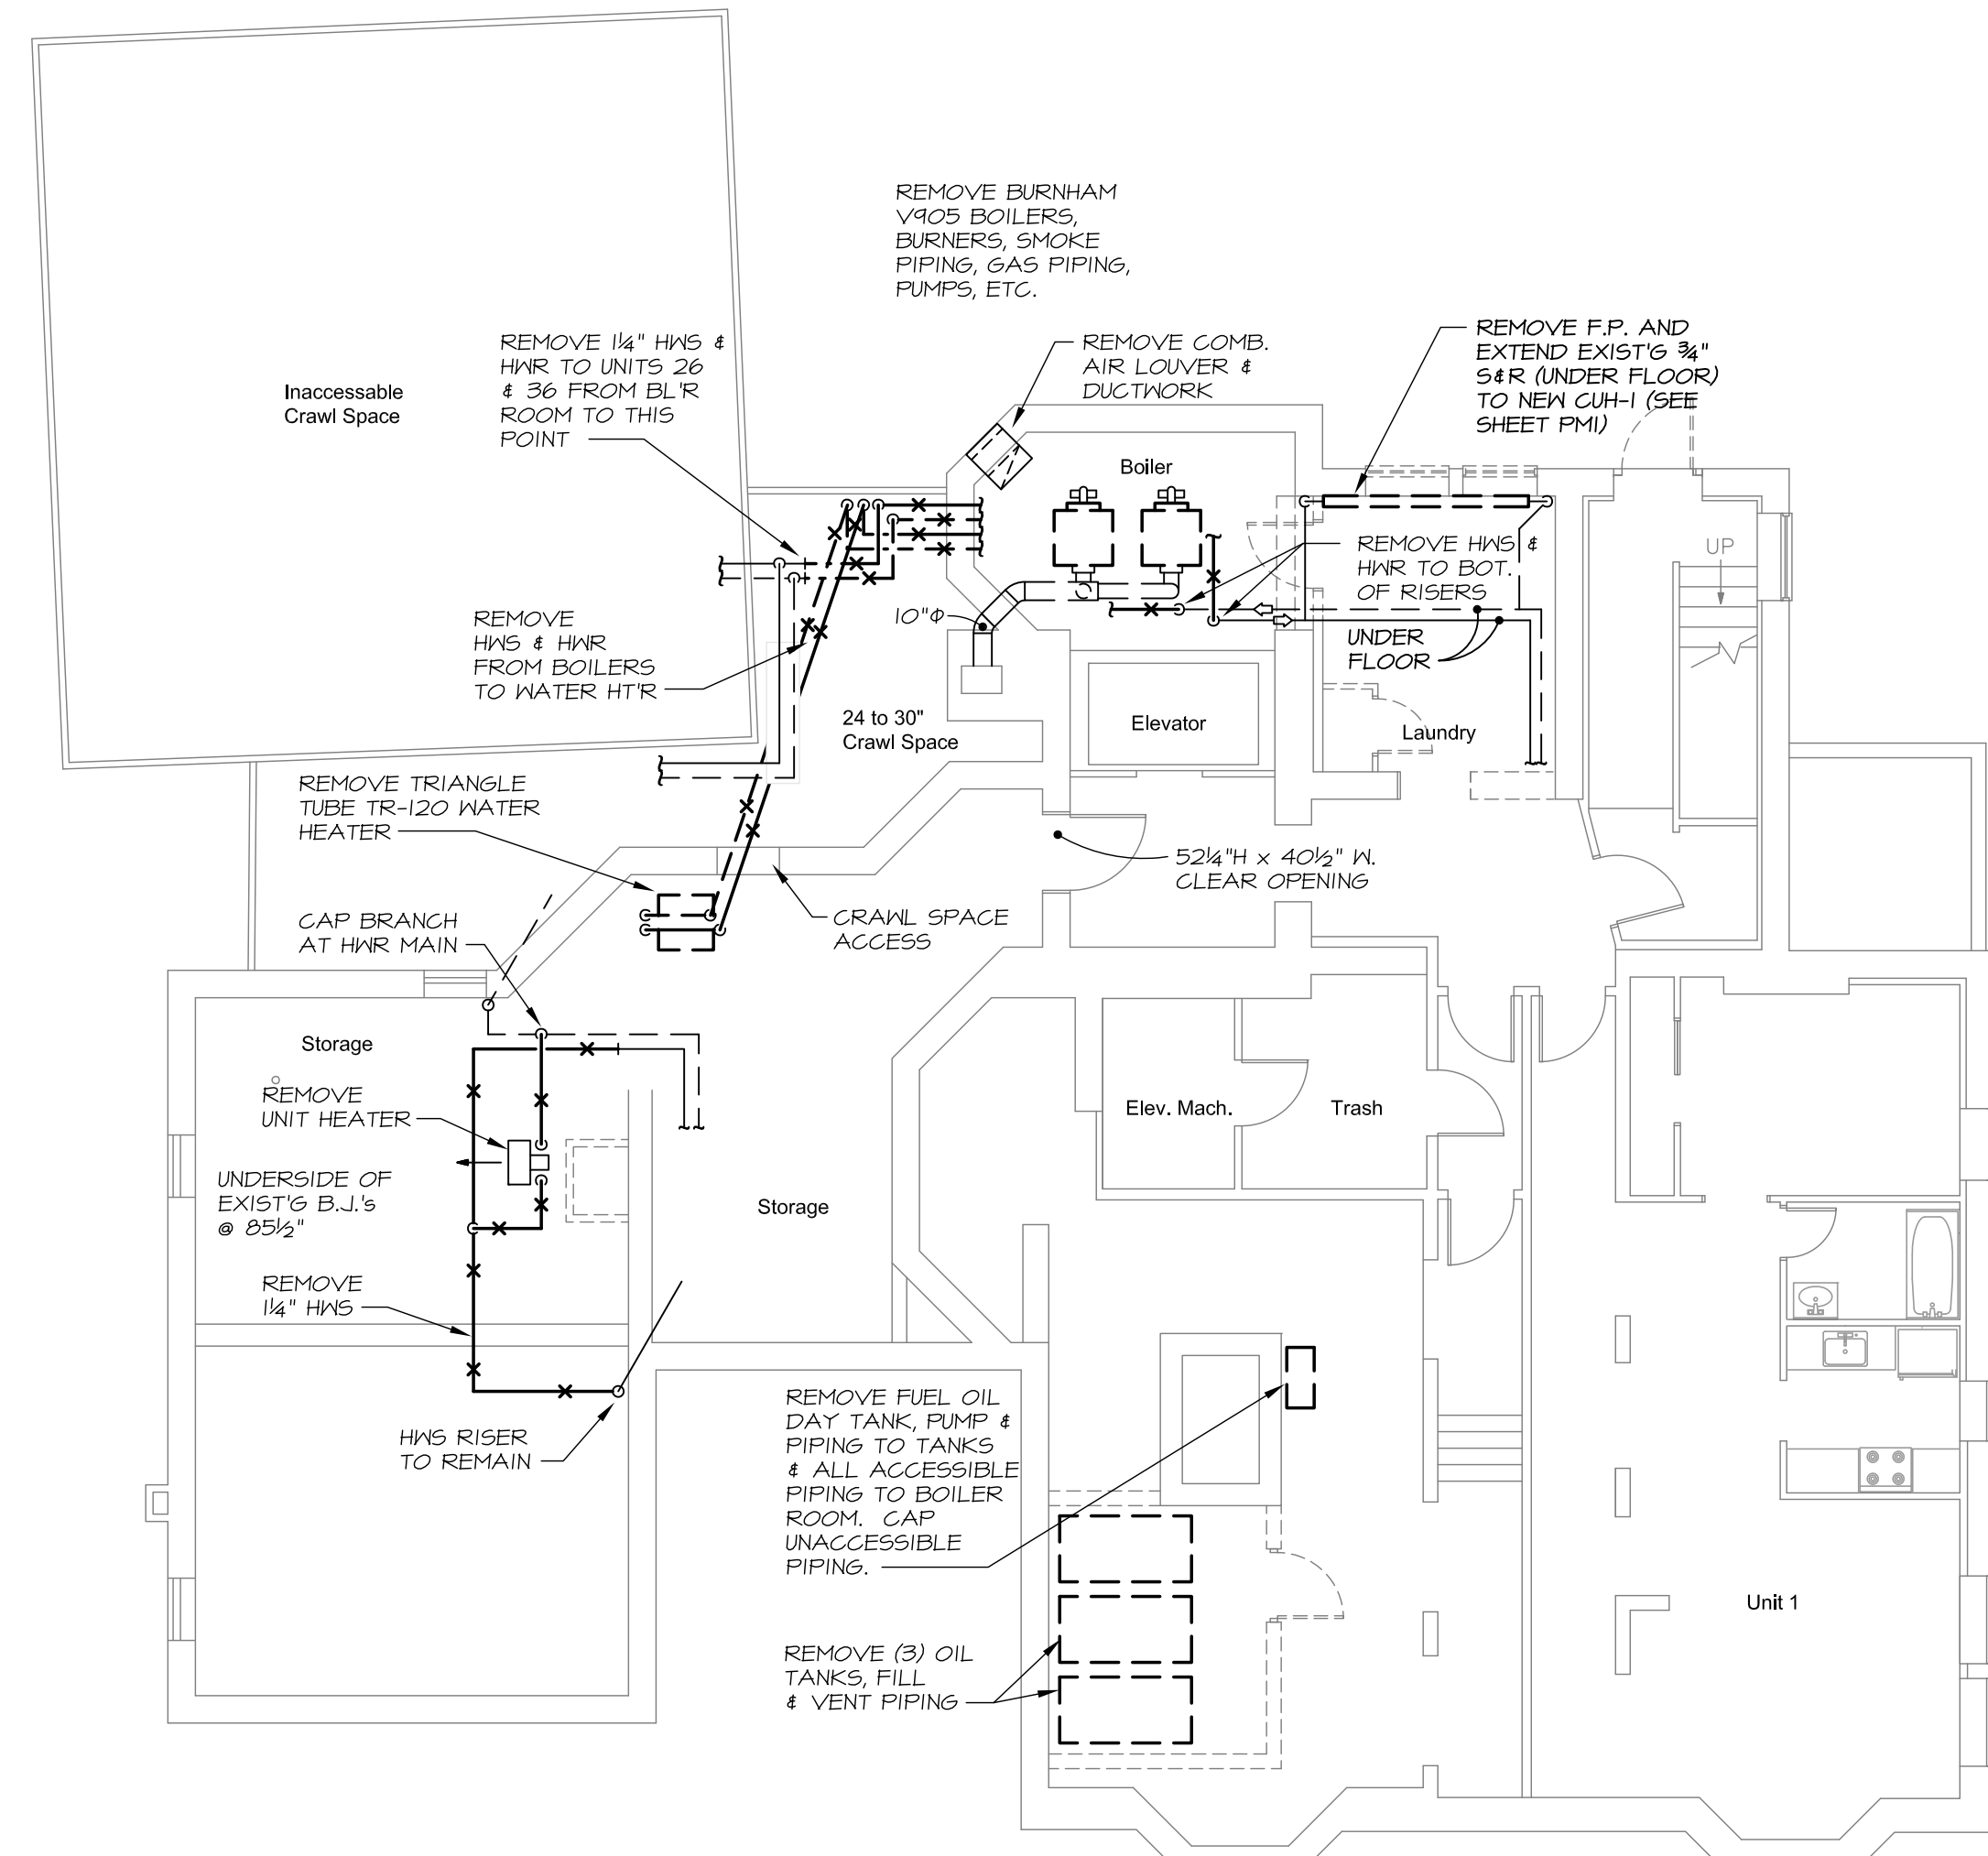 REMOVE BURNHAM
V905 BOILERS,
BURNERS, SMOKE
PIPING, GAS PIPING,
PUMPS, ETC.
REMOVE 1¼" HWS &
HWR TO UNITS 26
& 36 FROM BL'R
ROOM TO THIS
POINT
REMOVE COMB.
AIR LOUVER &
DUCTWORK
REMOVE F.P. AND
EXTEND EXIST'G ¾"
S&R (UNDER FLOOR)
TO NEW CUH-1 (SEE
SHEET PM1)
Inaccessable
Crawl Space
Boiler
REMOVE HWS &
HWR TO BOT.
OF RISERS
UP
10"Φ
REMOVE
HWS & HWR
FROM BOILERS
TO WATER HT'R
UNDER
FLOOR
24 to 30"
Crawl Space
Elevator
Laundry
REMOVE TRIANGLE
TUBE TR-120 WATER
HEATER
52¼"H x 40½" W.
CLEAR OPENING
CAP BRANCH
AT HWR MAIN
CRAWL SPACE
ACCESS
Storage
REMOVE
UNIT HEATER
Elev. Mach.
Trash
UNDERSIDE OF
EXIST'G B.J.'s
@ 85½"
Storage
REMOVE
1¼" HWS
HWS RISER
TO REMAIN
REMOVE FUEL OIL
DAY TANK, PUMP &
PIPING TO TANKS
& ALL ACCESSIBLE
PIPING TO BOILER
ROOM. CAP
UNACCESSIBLE
PIPING.
Unit 1
REMOVE (3) OIL
TANKS, FILL
& VENT PIPING